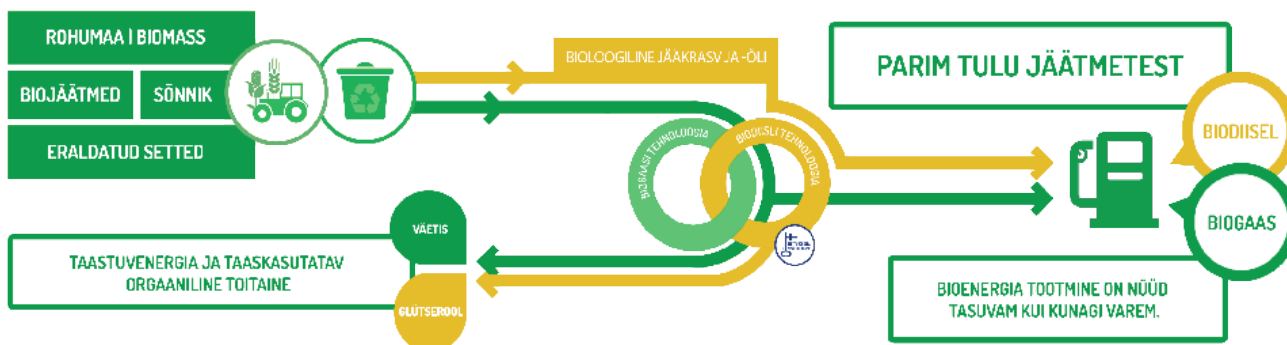 ROHUMAA | BIOMASS
BIOJÄÄTMED
SÕNNIK
ERALDATUD SETTED
BIOLOOGILINE JÄÄKRASV JA -ÕLI
PARIM TULU JÄÄTMETEST
BIODIISEL
BIOGAAS
BIOGAASI TEHNOLOOGIA
BIODIISLI TEHNOLOOGIA
VÄETIS
GLÜTSEROOL
TAASTUVENERGIA JA TAASKASUTATAV
ORGAANILINE TOITAINE
BIOENERGIA TOOTMINE ON NÜÜD
TASUVAM KUI KUNAGI VAREM.